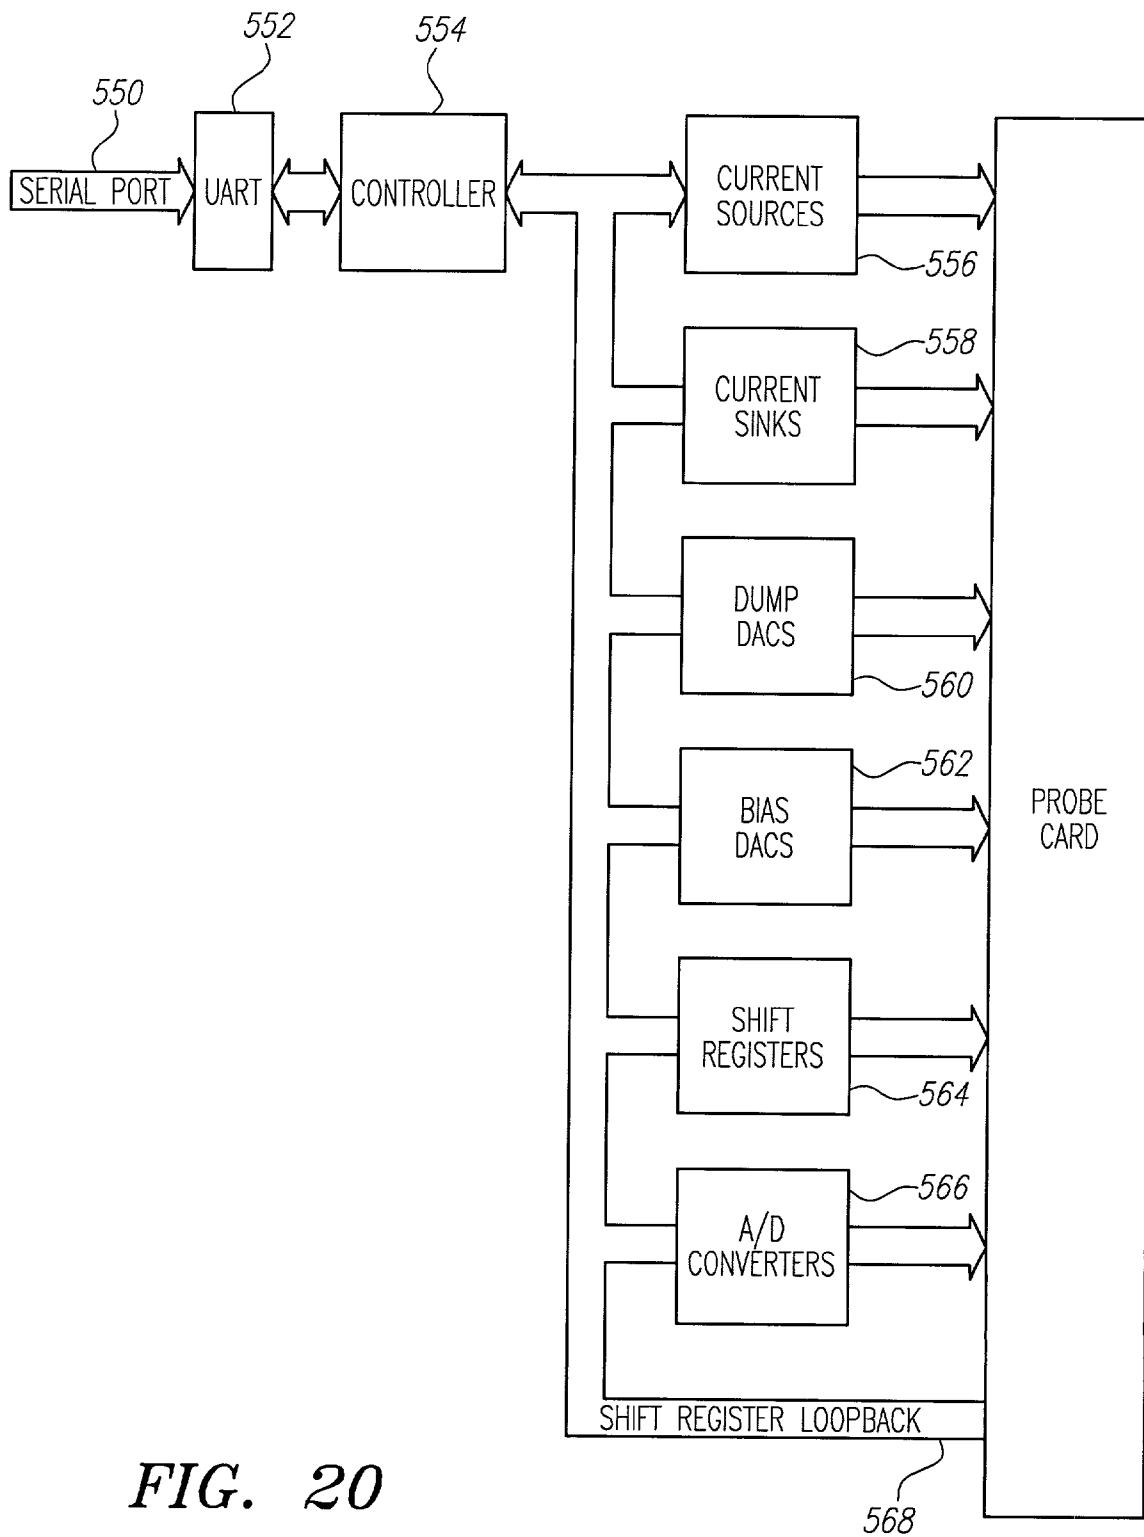 552
554
550
SERIAL PORT
UART
CONTROLLER
CURRENT
SOURCES
556
558
CURRENT
SINKS
DUMP
DACS
560
562
BIAS
DACS
PROBE
CARD
SHIFT
REGISTERS
564
566
A/D
CONVERTERS
SHIFT REGISTER LOOPBACK
568
FIG. 20